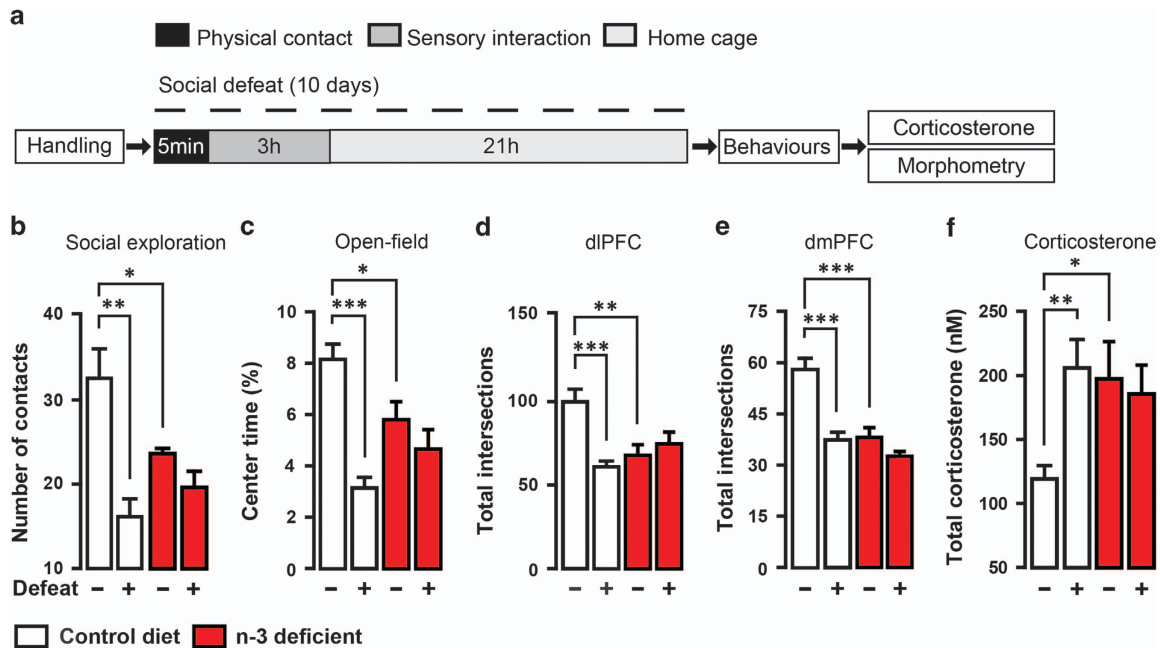 a
Physical contact Sensory interaction Home cage
Social defeat (10 days)
Handling 5min 3h 21h Behaviours Corticosterone
Morphometry
b Social exploration
Number of contacts
40
30
20
10
** *
Defeat − + − +
c Open-field
Center time (%)
10
8
6
4
2
0
*** *
− + − +
d dlPFC
Total intersections
150
100
50
0
*** **
− + − +
e dmPFC
Total intersections
75
60
45
30
15
0
*** ***
− + − +
f Corticosterone
Total corticosterone (nM)
250
200
150
100
50
** *
− + − +
Control diet n-3 deficient